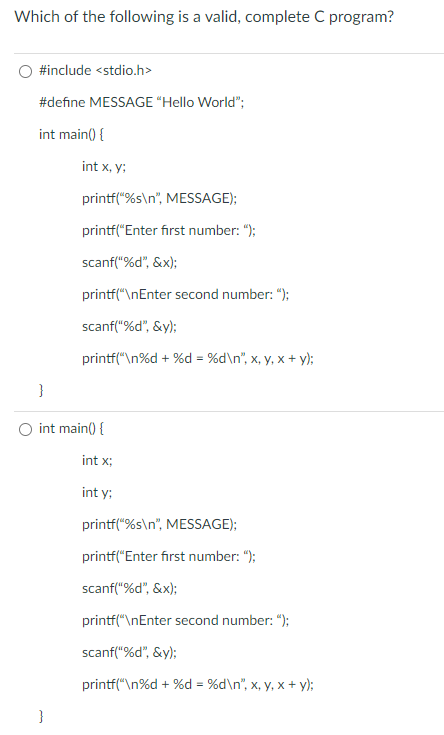 Which of the following is a valid, complete C program?
#include <stdio.h>
#define MESSAGE “Hello World”;
int main() {
int x, y;
printf(“%s\n”, MESSAGE);
printf(“Enter first number: “);
scanf(“%d”, &x);
printf(“\nEnter second number: “);
scanf(“%d”, &y);
printf(“\n%d + %d = %d\n”, x, y, x + y);
}
int main() {
int x;
int y;
printf(“%s\n”, MESSAGE);
printf(“Enter first number: “);
scanf(“%d”, &x);
printf(“\nEnter second number: “);
scanf(“%d”, &y);
printf(“\n%d + %d = %d\n”, x, y, x + y);
}